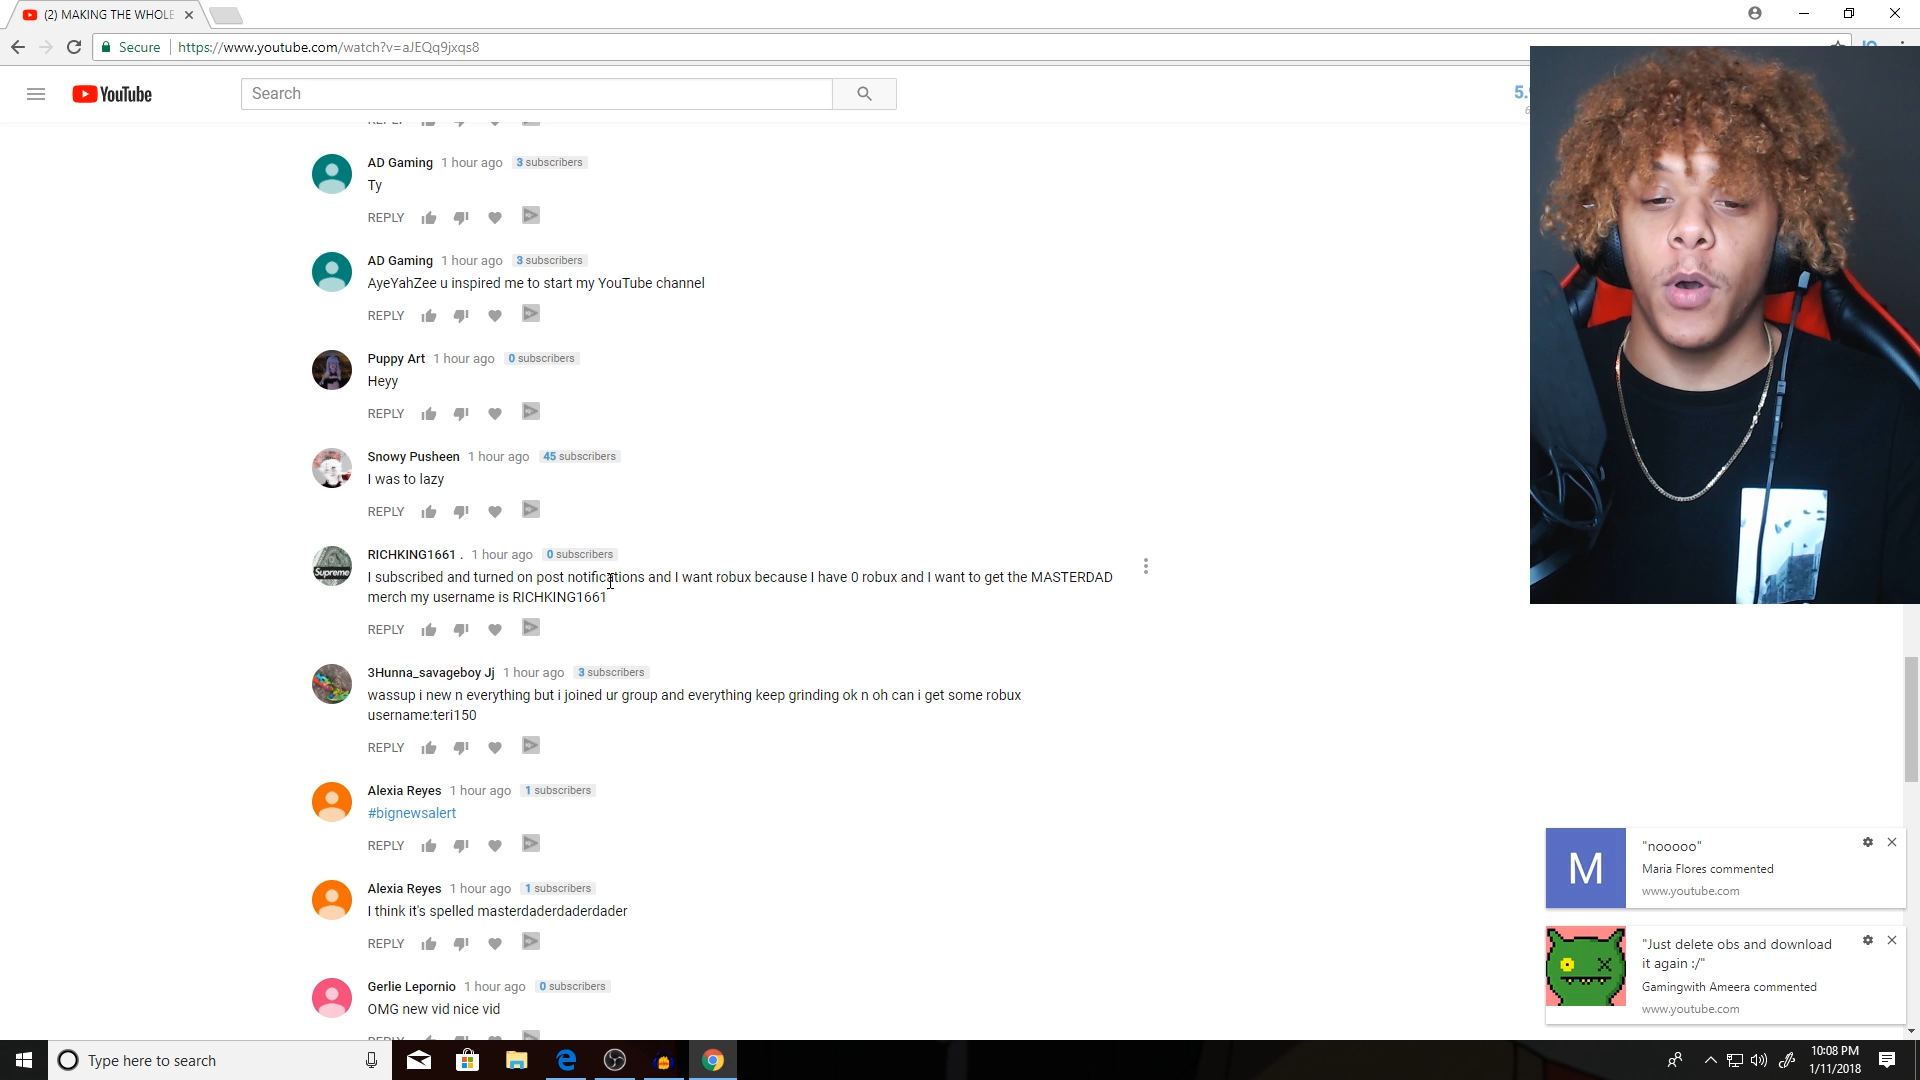 (2) MAKING THE WHOLE
Secure
https://www.youtube.com/watch?v=aJEQq9jxqs8
YouTube
Search
5.
AD Gaming 1 hour ago 3 subscribers
Ty
REPLY
AD Gaming 1 hour ago 3 subscribers
AyeYahZee u inspired me to start my YouTube channel
REPLY
Puppy Art 1 hour ago 0 subscribers
Heyy
REPLY
Snowy Pusheen 1 hour ago 45 subscribers
I was to lazy
REPLY
Supreme
RICHKING1661 . 1 hour ago 0 subscribers
I subscribed and turned on post notifications and I want robux because I have 0 robux and I want to get the MASTERDAD
merch my username is RICHKING1661
REPLY
3Hunna_savageboy Jj 1 hour ago 3 subscribers
wassup i new n everything but i joined ur group and everything keep grinding ok n oh can i get some robux
username:teri150
REPLY
Alexia Reyes 1 hour ago 1 subscribers
#bignewsalert
REPLY
Alexia Reyes 1 hour ago 1 subscribers
I think it's spelled masterdaderdaderdader
REPLY
Gerlie Lepornio 1 hour ago 0 subscribers
OMG new vid nice vid
M
"nooooo"
Maria Flores commented
www.youtube.com
"Just delete obs and download
it again :/"
Gamingwith Ameera commented
www.youtube.com
Type here to search
10:08 PM
1/11/2018